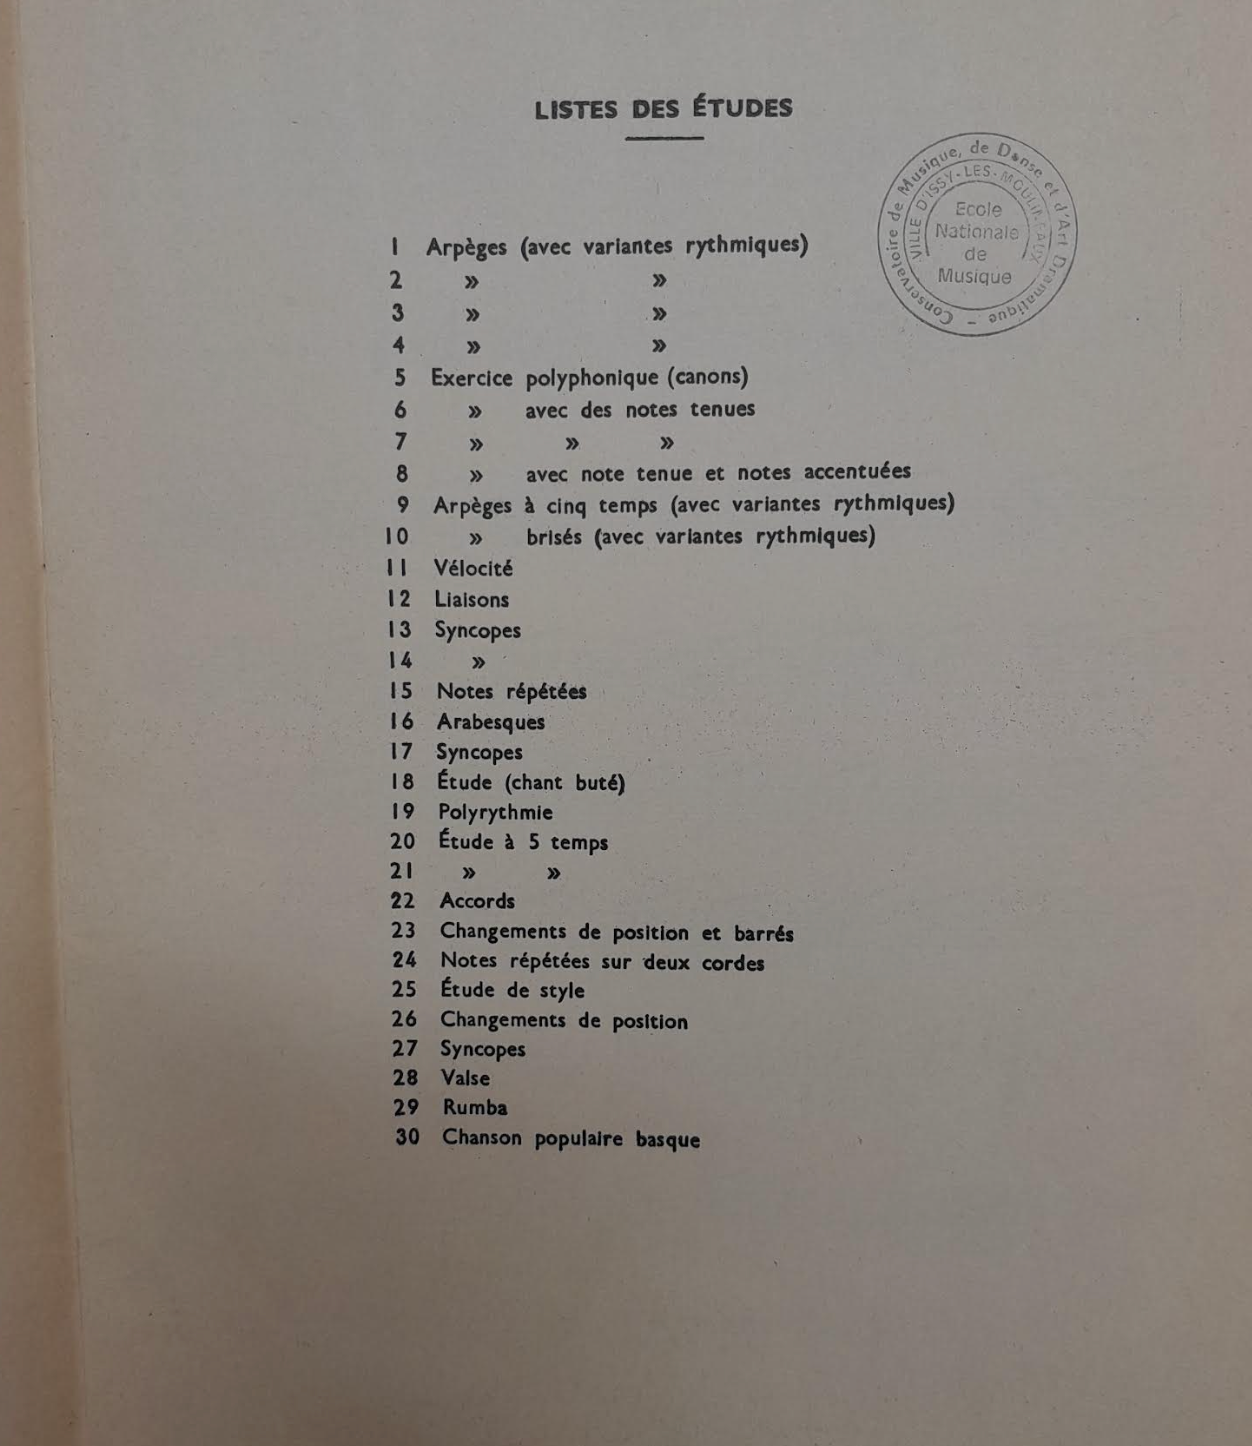 LISTES DES ÉTUDES
Conservatoire de Musique, de Danse et d'Art Dramatique –
VILLE D'ISSY-LES-MOULINEAUX
Ecole
Nationale
de
Musique
1 Arpèges (avec variantes rythmiques)
2 » »
3 » »
4 » »
5 Exercice polyphonique (canons)
6 » avec des notes tenues
7 » » »
8 » avec note tenue et notes accentuées
9 Arpèges à cinq temps (avec variantes rythmiques)
10 » brisés (avec variantes rythmiques)
11 Vélocité
12 Liaisons
13 Syncopes
14 »
15 Notes répétées
16 Arabesques
17 Syncopes
18 Étude (chant buté)
19 Polyrythmie
20 Étude à 5 temps
21 » »
22 Accords
23 Changements de position et barrés
24 Notes répétées sur deux cordes
25 Étude de style
26 Changements de position
27 Syncopes
28 Valse
29 Rumba
30 Chanson populaire basque